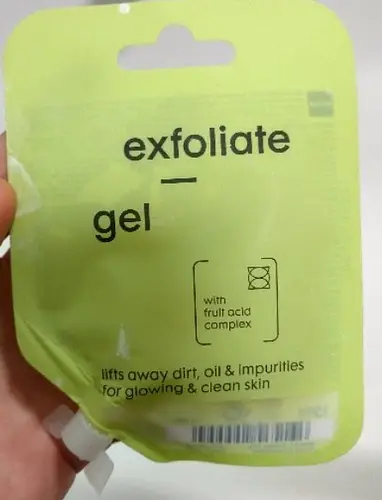 exfoliate
gel
with
fruit acid
complex
lifts away dirt, oil & impurities
for glowing & clean skin